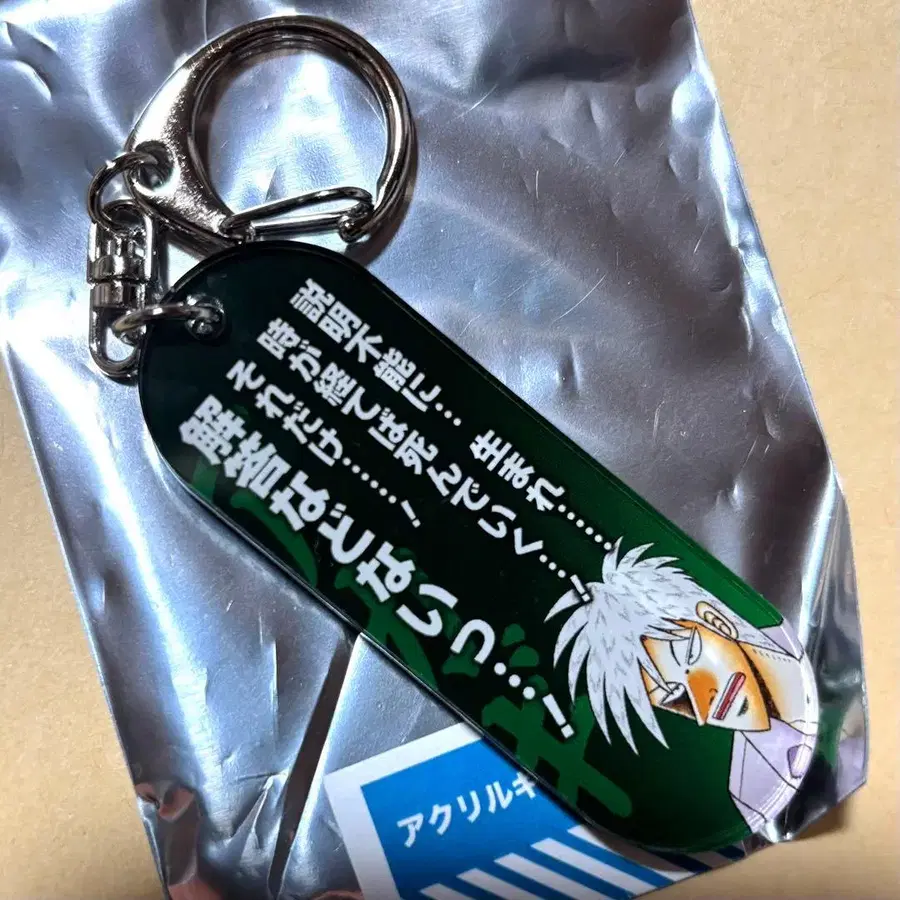 説明不能に… 生まれ……
時が経てば死んでいく…!
それだけ……!
解答などないっ…!
アクリルキ